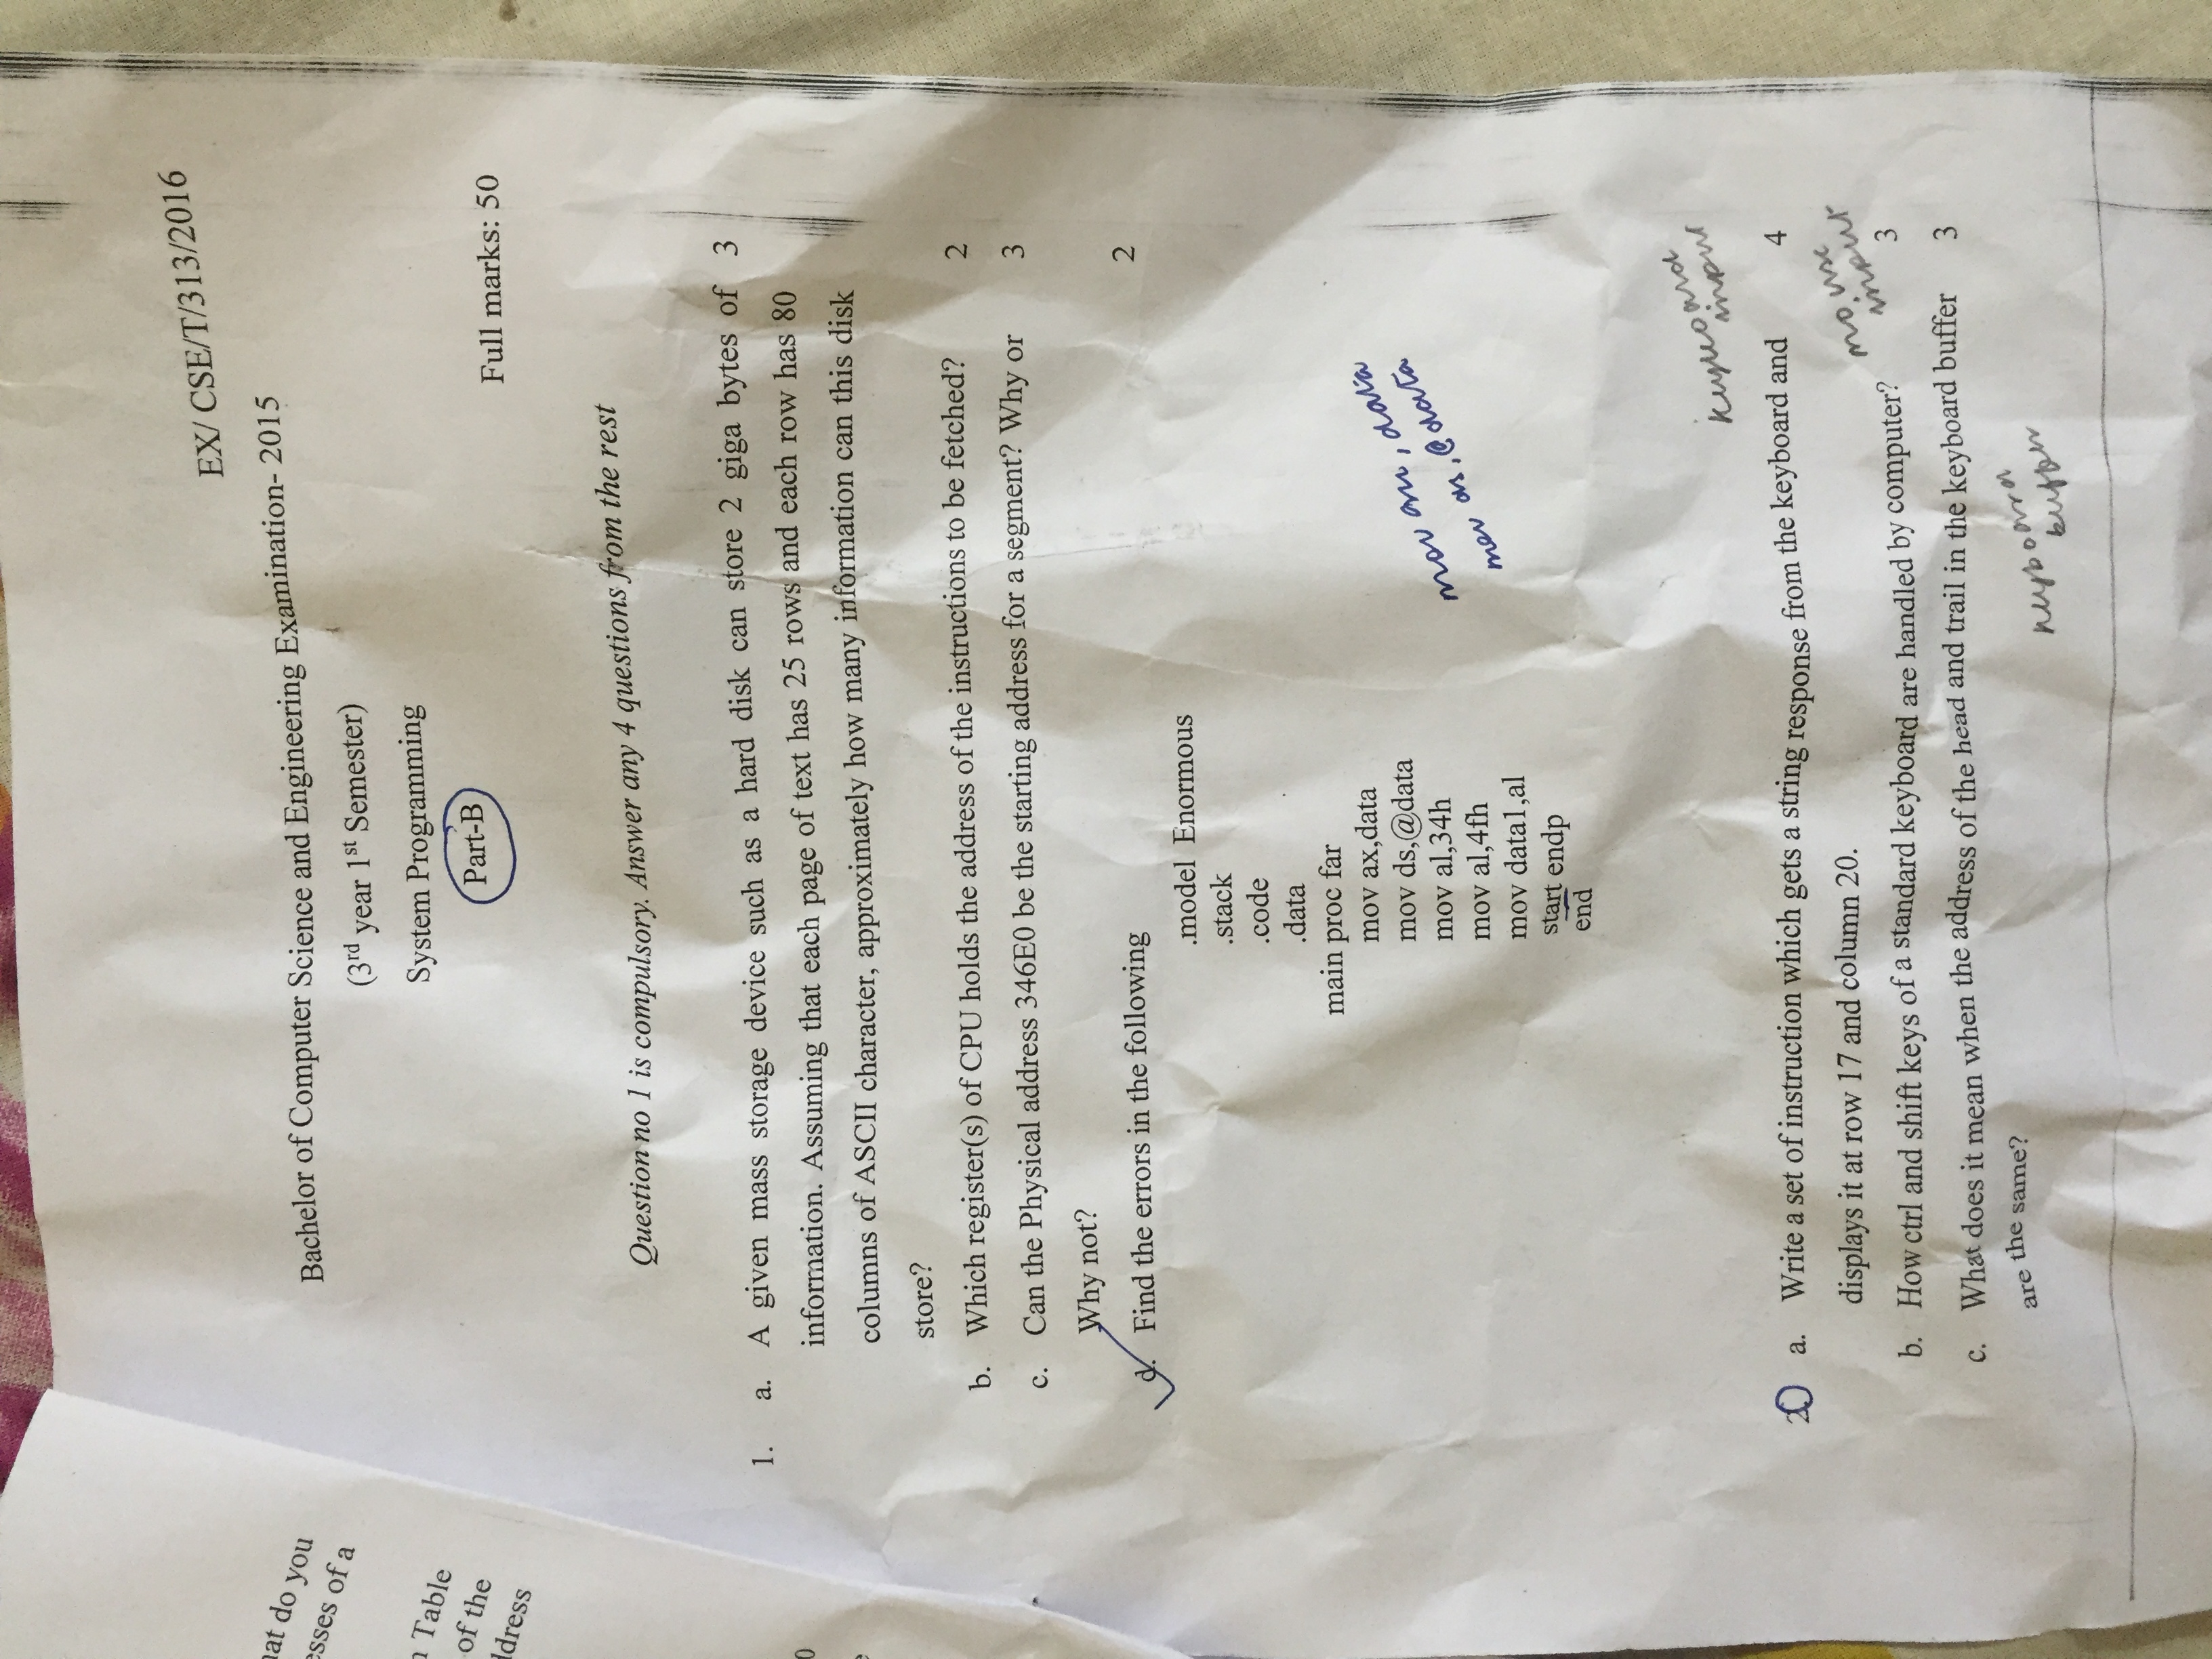 at do you
esses of a
Table
of the
ddress
0
EX/ CSE/T/313/2016
Bachelor of Computer Science and Engineering Examination- 2015
(3rd year 1st Semester)
System Programming
Part-B
Full marks: 50
Question no 1 is compulsory. Answer any 4 questions from the rest
1. a. A given mass storage device such as a hard disk can store 2 giga bytes of 3
information. Assuming that each page of text has 25 rows and each row has 80
columns of ASCII character, approximately how many information can this disk
store?
b. Which register(s) of CPU holds the address of the instructions to be fetched? 2
c. Can the Physical address 346E0 be the starting address for a segment? Why or 3
Why not?
d. Find the errors in the following 2
.model Enormous
.stack
.code
.data
main proc far
mov ax,data
mov ds,@data
mov al,34h
mov al,4fh
mov data1,al
start endp
end
mov ax, data
mov ds, @data
keyboard
input
2 a. Write a set of instruction which gets a string response from the keyboard and 4
displays it at row 17 and column 20.
mouse
input
b. How ctrl and shift keys of a standard keyboard are handled by computer? 3
c. What does it mean when the address of the head and trail in the keyboard buffer 3
are the same?
keyboard
buffer